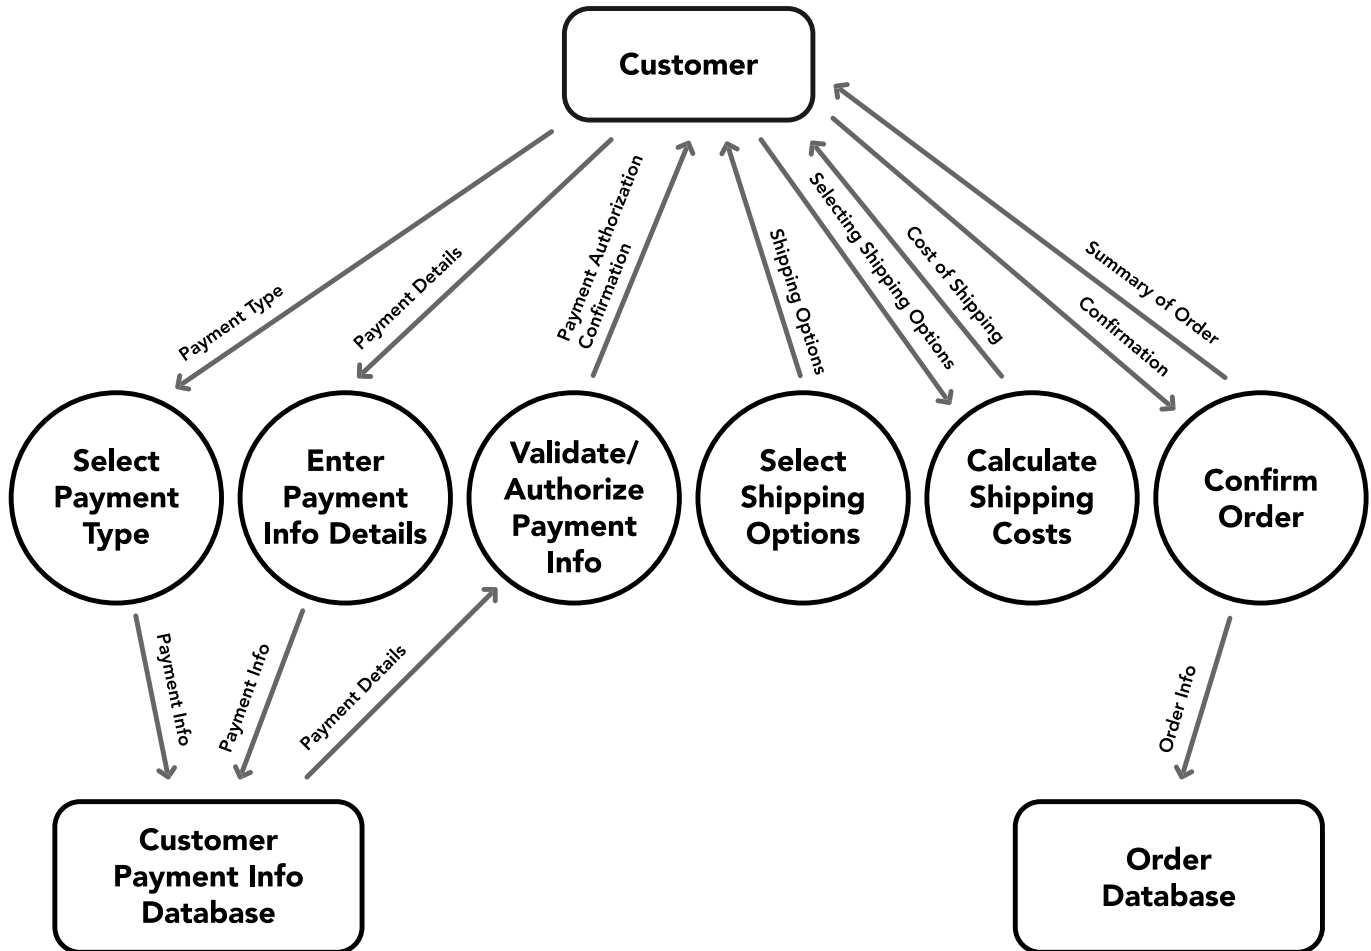 Customer
Payment Type
Payment Details
Payment Authorization
Confirmation
Shipping Options
Selecting Shipping Options
Cost of Shipping
Summary of Order
Confirmation
Select
Payment
Type
Enter
Payment
Info Details
Validate/
Authorize
Payment
Info
Select
Shipping
Options
Calculate
Shipping
Costs
Confirm
Order
Payment Info
Payment Info
Payment Details
Order Info
Customer
Payment Info
Database
Order
Database